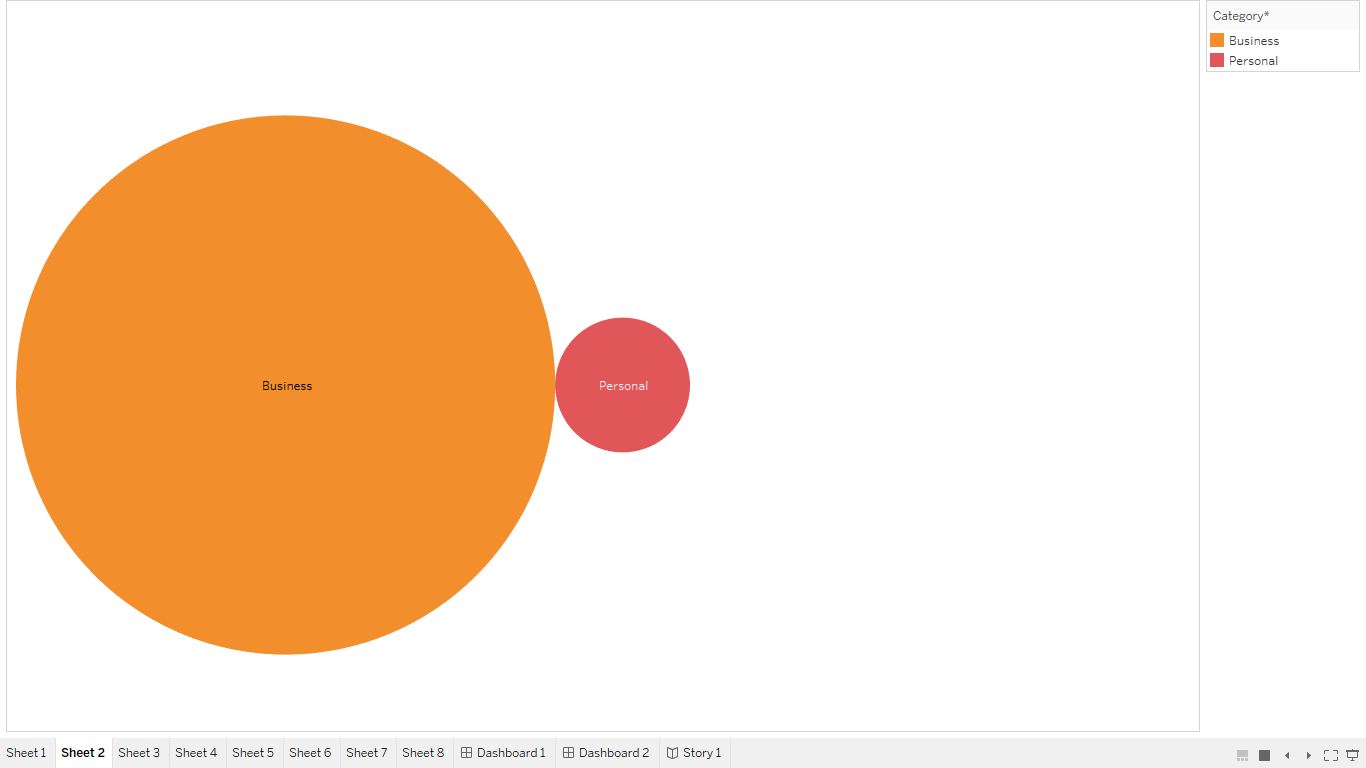 Category*
Business
Personal
Business
Personal
Sheet 1 Sheet 2 Sheet 3 Sheet 4 Sheet 5 Sheet 6 Sheet 7 Sheet 8 Dashboard 1 Dashboard 2 Story 1